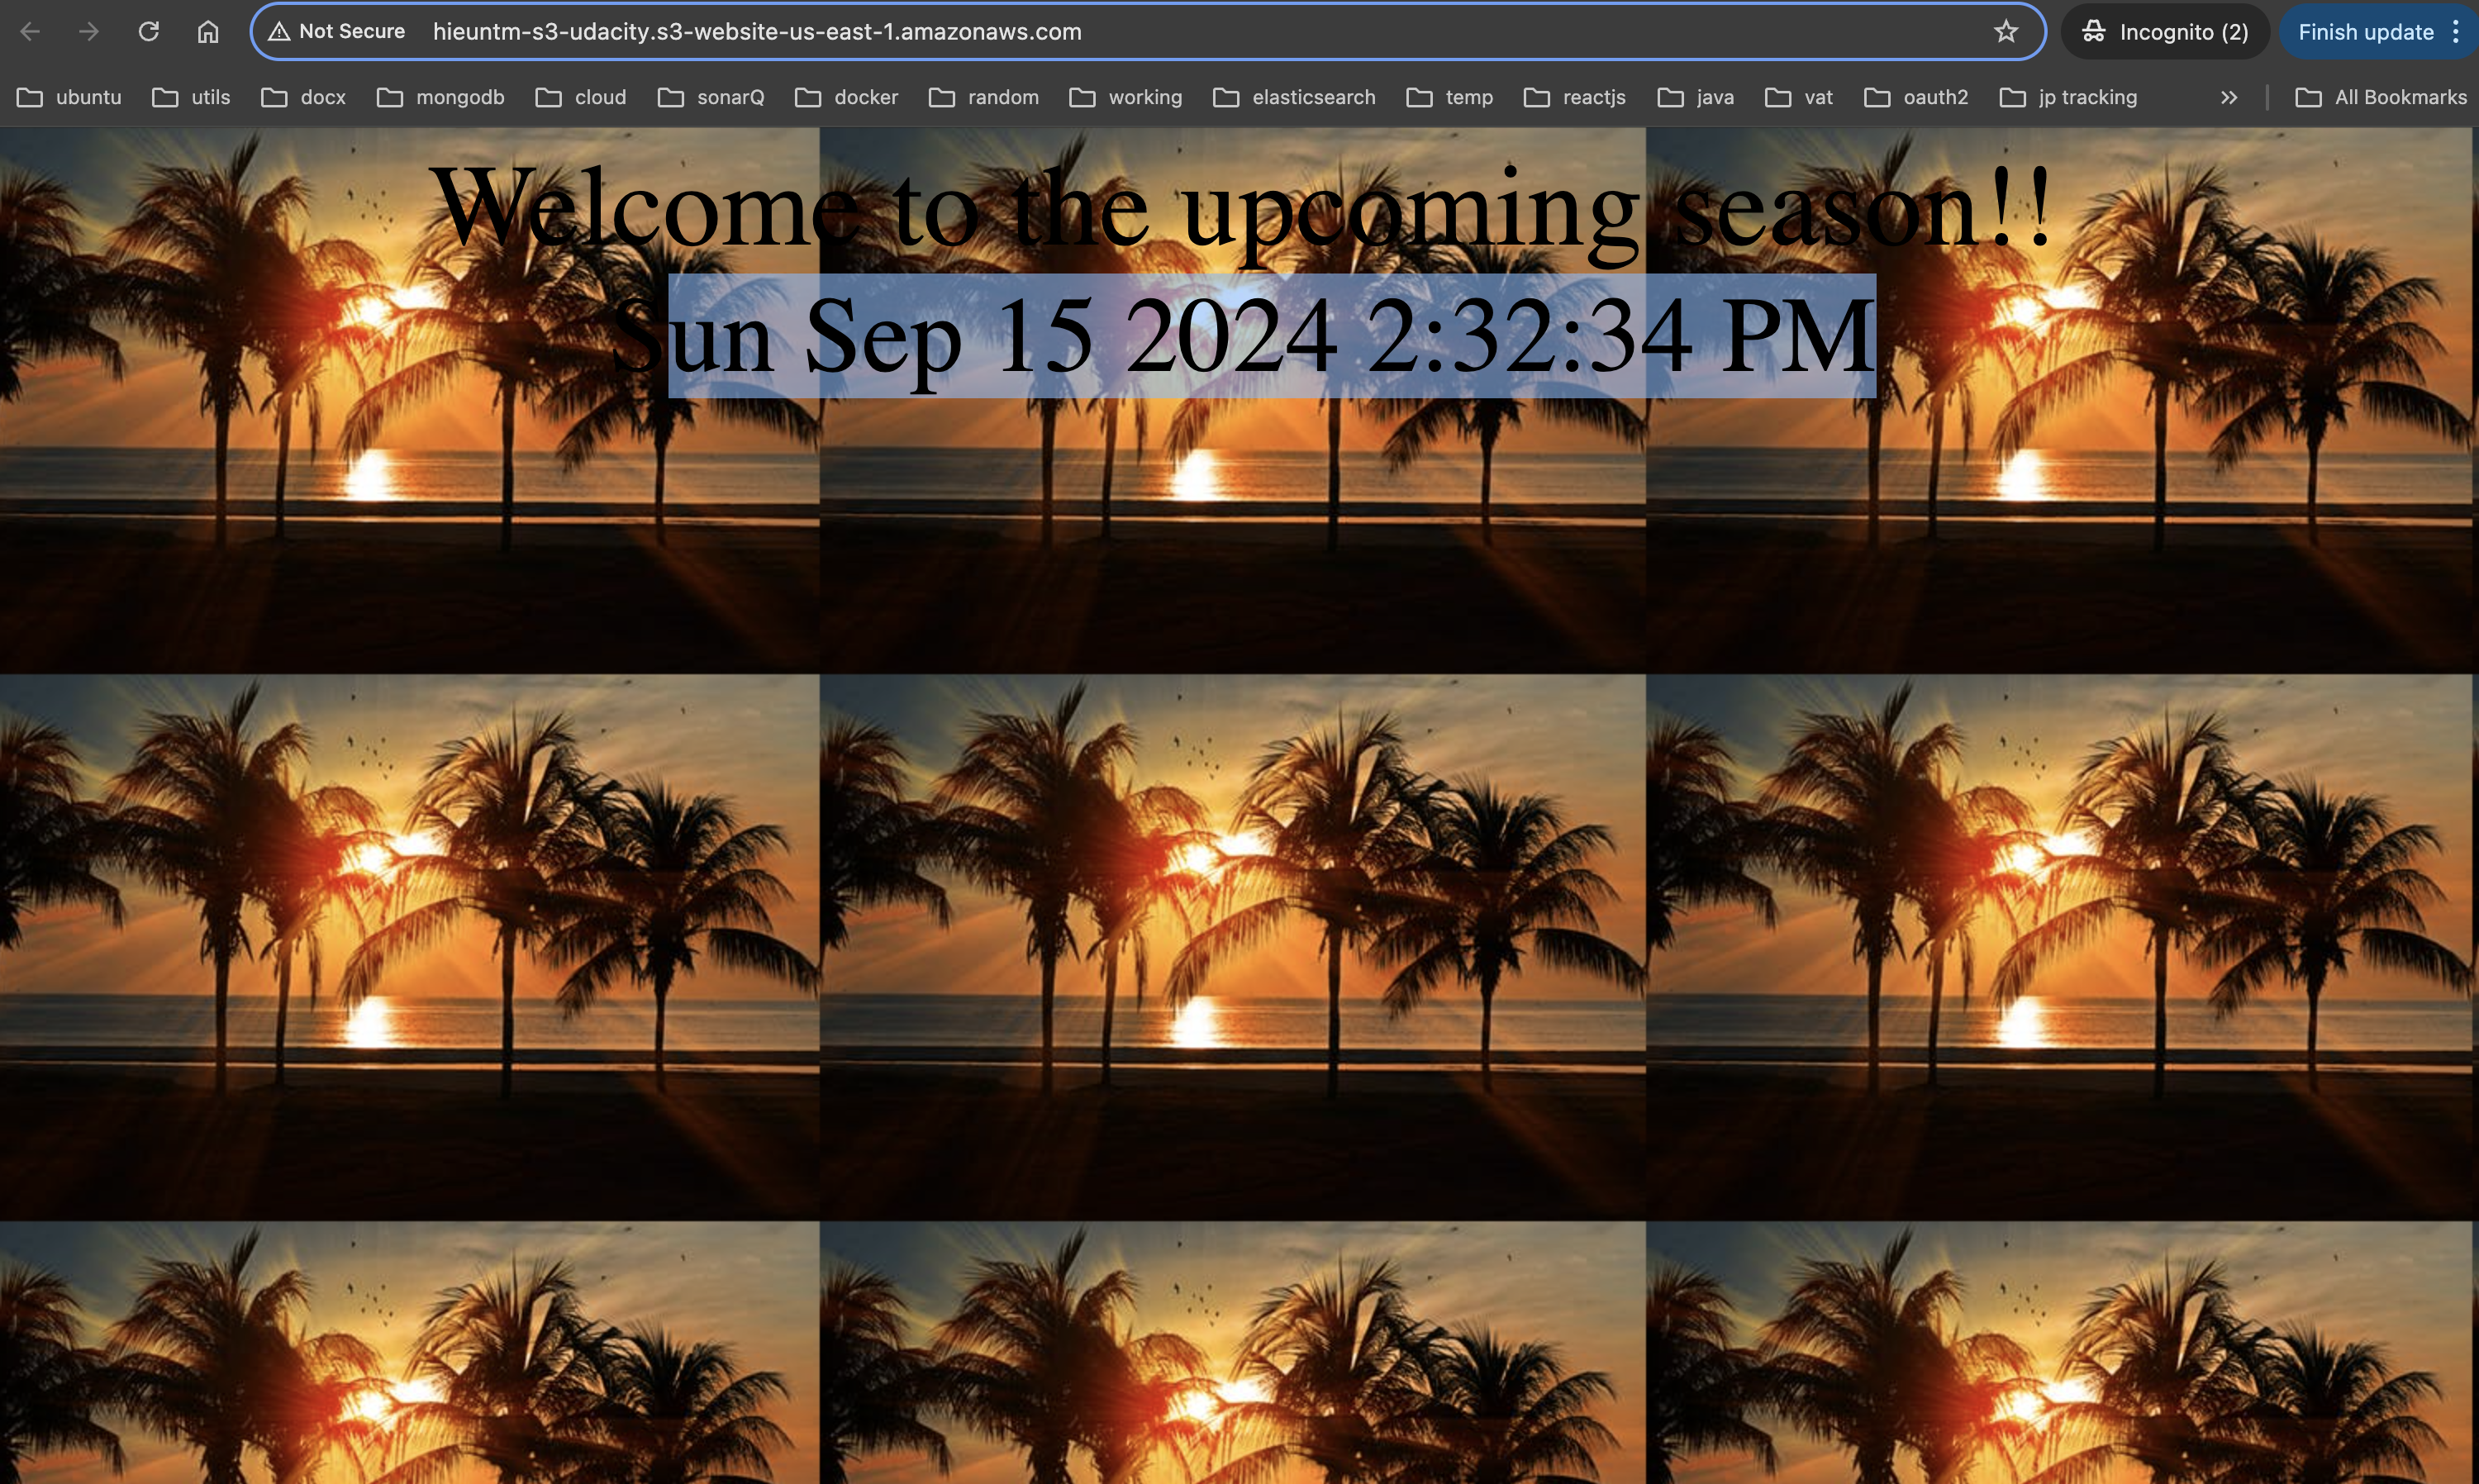 Not Secure hieuntm-s3-udacity.s3-website-us-east-1.amazonaws.com Incognito (2) Finish update
ubuntu utils docx mongodb cloud sonarQ docker random working elasticsearch temp reactjs java vat oauth2 jp tracking All Bookmarks
Welcome to the upcoming season!!
Sun Sep 15 2024 2:32:34 PM